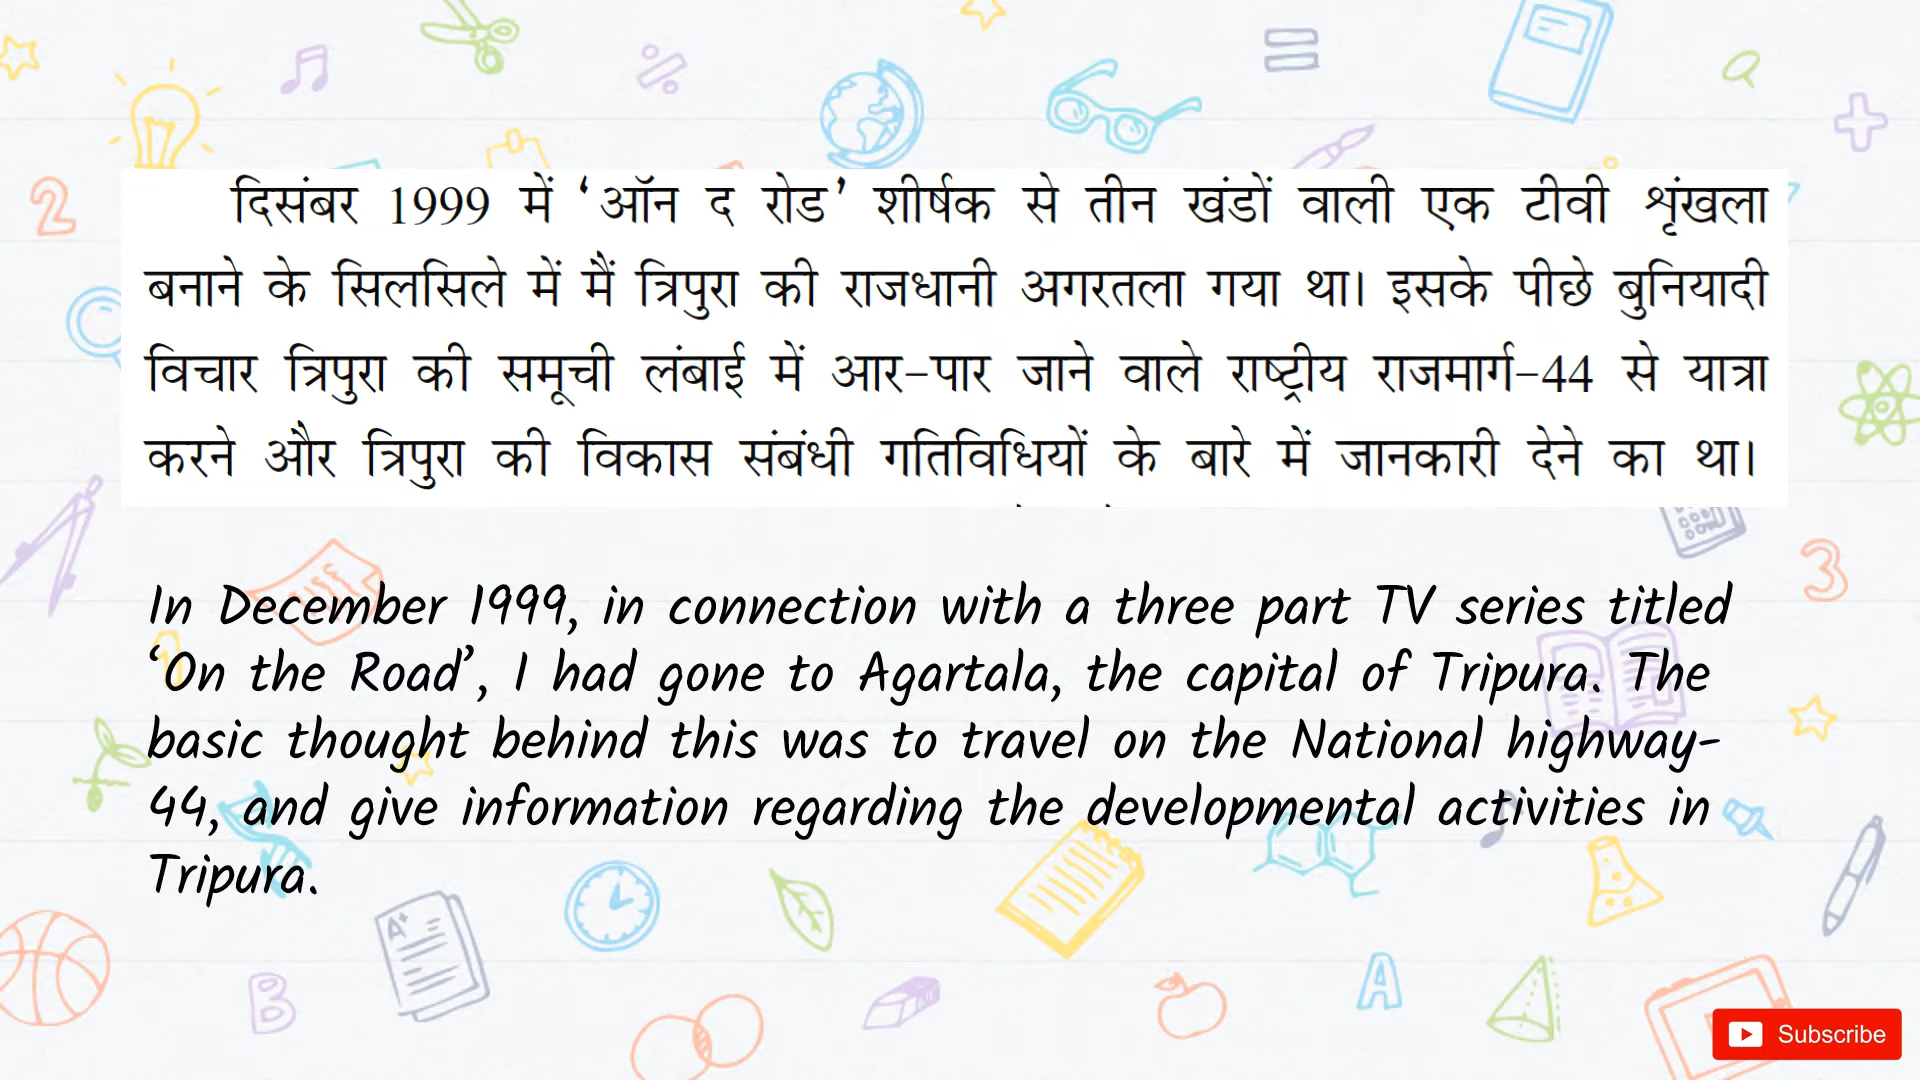 दिसंबर 1999 में ‘ऑन द रोड’ शीर्षक से तीन खंडों वाली एक टीवी शृंखला
बनाने के सिलसिले में मैं त्रिपुरा की राजधानी अगरतला गया था। इसके पीछे बुनियादी
विचार त्रिपुरा की समूची लंबाई में आर-पार जाने वाले राष्ट्रीय राजमार्ग-44 से यात्रा
करने और त्रिपुरा की विकास संबंधी गतिविधियों के बारे में जानकारी देने का था।
In December 1999, in connection with a three part TV series titled
‘On the Road’, I had gone to Agartala, the capital of Tripura. The
basic thought behind this was to travel on the National highway-
44, and give information regarding the developmental activities in
Tripura.
2
3
1
A+
B
A
Subscribe